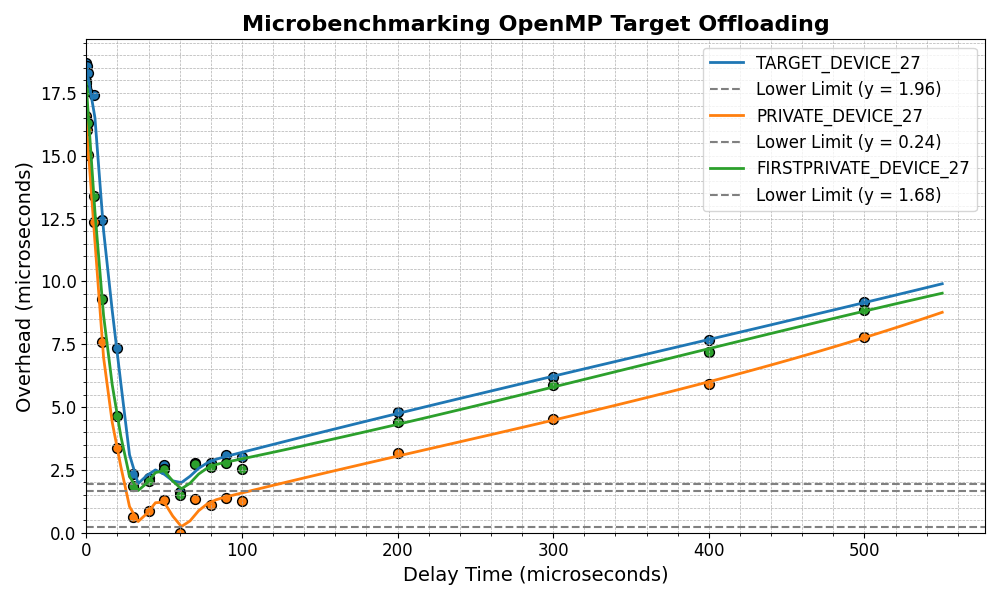 Microbenchmarking OpenMP Target Offloading
TARGET_DEVICE_27
Lower Limit (y = 1.96)
PRIVATE_DEVICE_27
Lower Limit (y = 0.24)
FIRSTPRIVATE_DEVICE_27
Lower Limit (y = 1.68)
Overhead (microseconds)
17.5
15.0
12.5
10.0
7.5
5.0
2.5
0.0
0 100 200 300 400 500
Delay Time (microseconds)